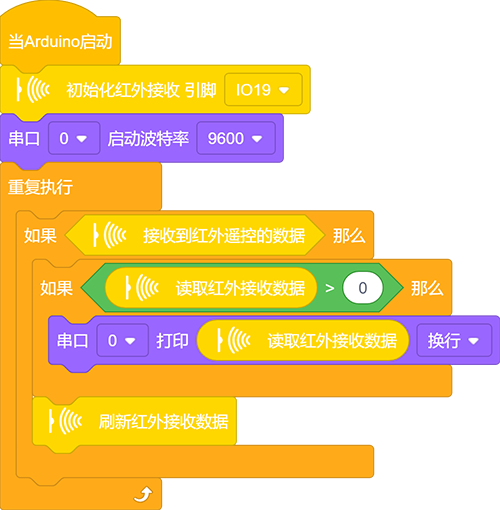 当Arduino启动
初始化红外接收 引脚 IO19
串口 0 启动波特率 9600
重复执行
如果 接收到红外遥控的数据 那么
如果 读取红外接收数据 > 0 那么
串口 0 打印 读取红外接收数据 换行
刷新红外接收数据